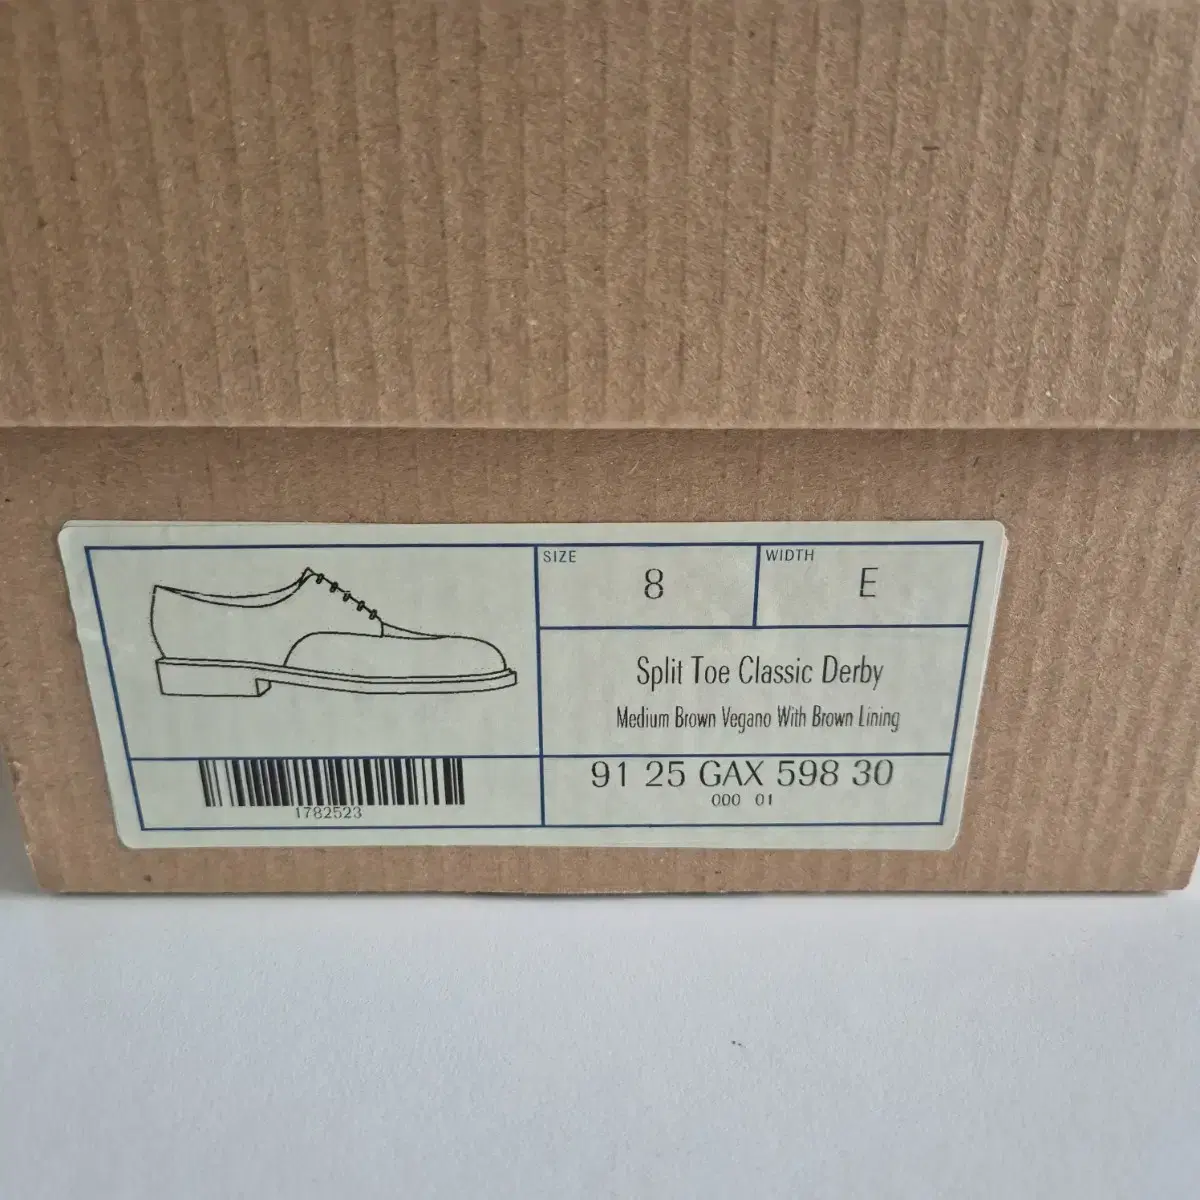 SIZE
8
WIDTH
E
Split Toe Classic Derby
Medium Brown Vegano With Brown Lining
1782523
91 25 GAX 598 30
000 01